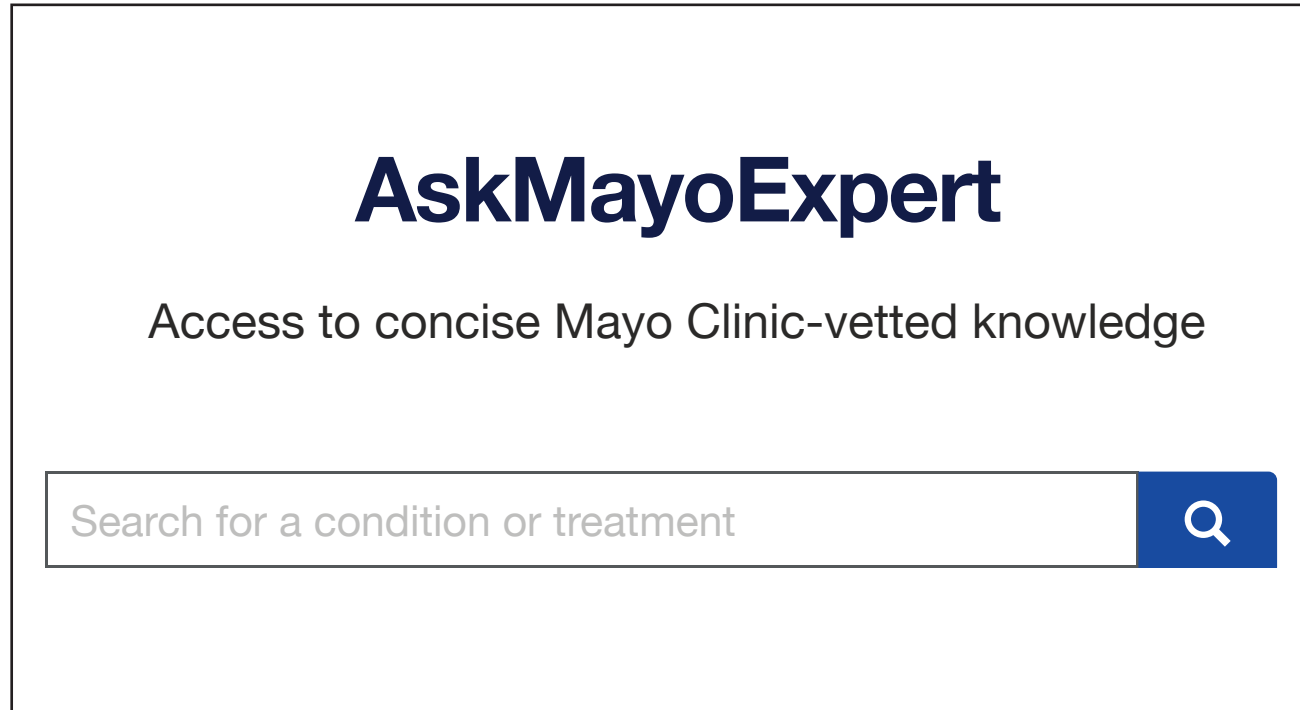 AskMayoExpert
Access to concise Mayo Clinic-vetted knowledge
Search for a condition or treatment